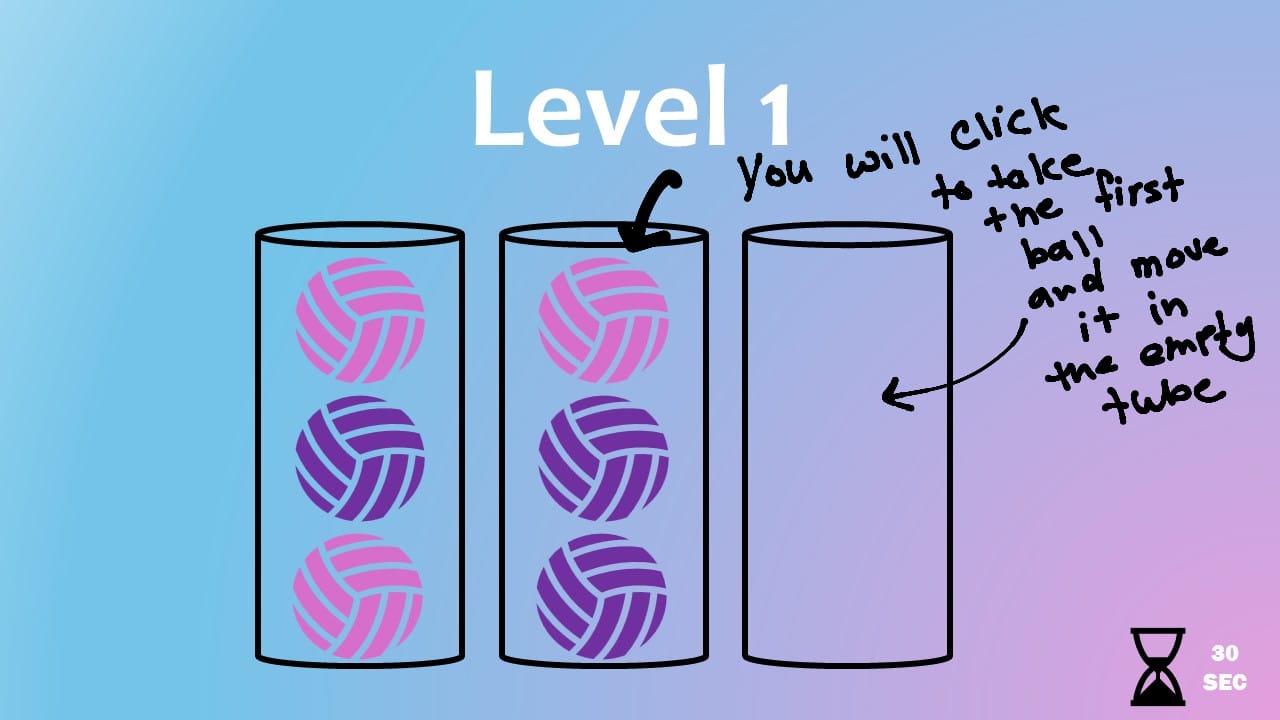 Level 1
You will click
to take
the first
ball
and move
it in
the empty
tube
30
SEC